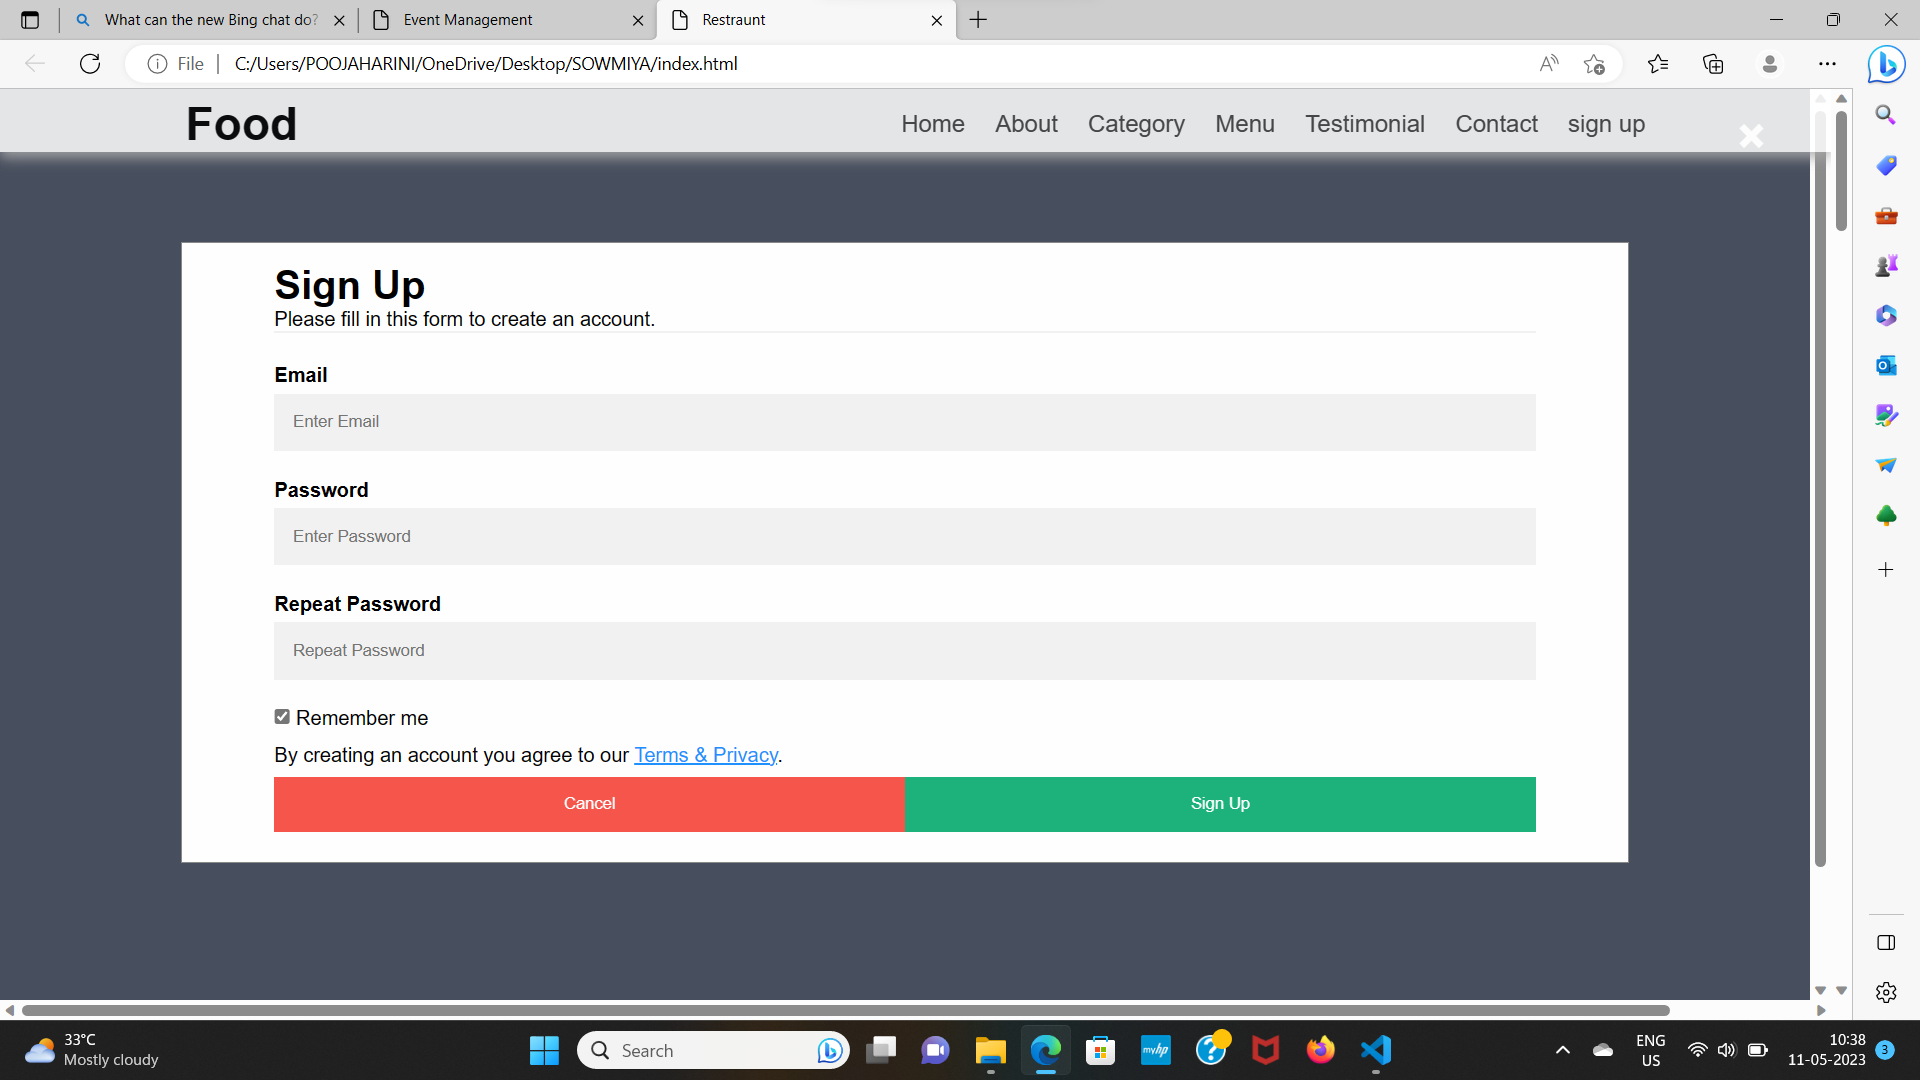 What can the new Bing chat do?
Event Management
Restraunt
File
C:/Users/POOJAHARINI/OneDrive/Desktop/SOWMIYA/index.html
Food
Home About Category Menu Testimonial Contact sign up
Sign Up
Please fill in this form to create an account.
Email
Enter Email
Password
Enter Password
Repeat Password
Repeat Password
Remember me
By creating an account you agree to our Terms & Privacy.
Cancel
Sign Up
33°C
Mostly cloudy
Search
myhp
ENG
US
10:38
11-05-2023
3